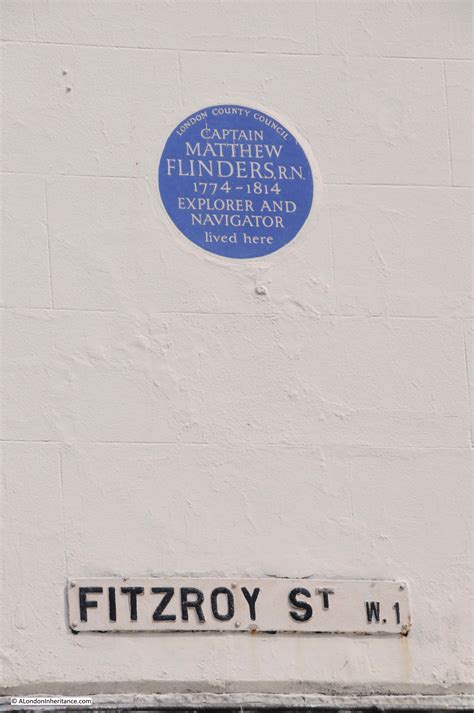 LONDON COUNTY COUNCIL
CAPTAIN
MATTHEW
FLINDERS, R.N.
1774-1814
EXPLORER AND
NAVIGATOR
lived here
FITZROY ST W.1
© ALondonInheritance.com